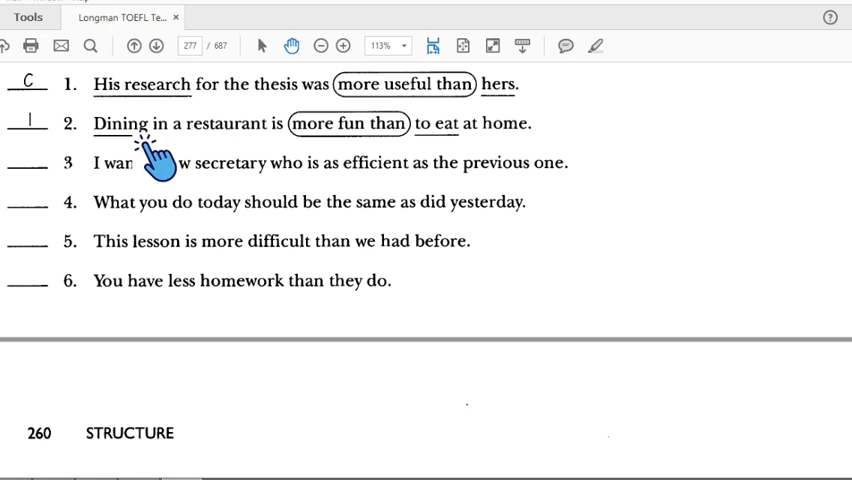 Tools
Longman TOEFL Te... ×
277 / 687
113%
C 1. His research for the thesis was more useful than hers.
I 2. Dining in a restaurant is more fun than to eat at home.
3 I wan w secretary who is as efficient as the previous one.
4. What you do today should be the same as did yesterday.
5. This lesson is more difficult than we had before.
6. You have less homework than they do.
260 STRUCTURE